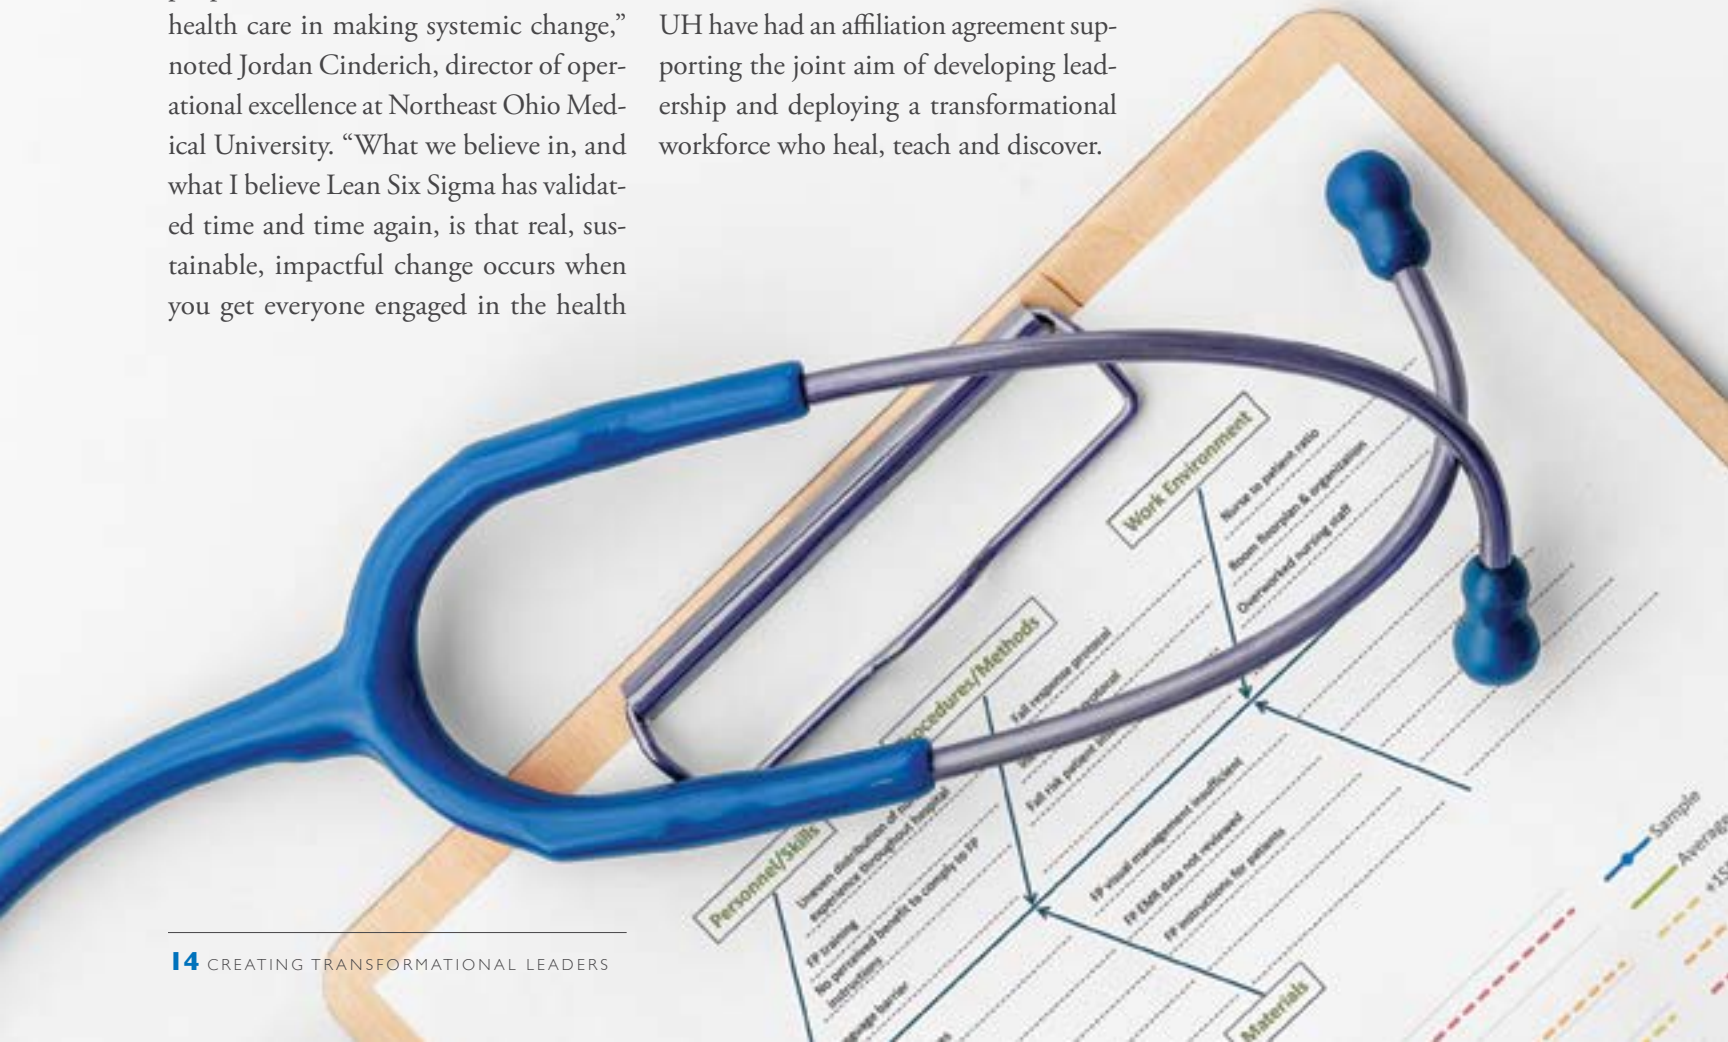 health care in making systemic change,”
noted Jordan Cinderich, director of oper-
ational excellence at Northeast Ohio Med-
ical University. “What we believe in, and
what I believe Lean Six Sigma has validat-
ed time and time again, is that real, sus-
tainable, impactful change occurs when
you get everyone engaged in the health
UH have had an affiliation agreement sup-
porting the joint aim of developing lead-
ership and deploying a transformational
workforce who heal, teach and discover.
Work Environment
Nurse to patient ratio
Room floorplan & organization
Overworked nursing staff
Procedures/Methods
Fall response protocol
Fall risk patient
Personnel/Skills
Uneven distribution of
experience throughout hospital
FP training
No perceived benefit to comply to FP
instructions
barrier
FP visual management insufficient
FP EMR data not reviewed
FP instructions for patients
Materials
Sample
Average
14 CREATING TRANSFORMATIONAL LEADERS